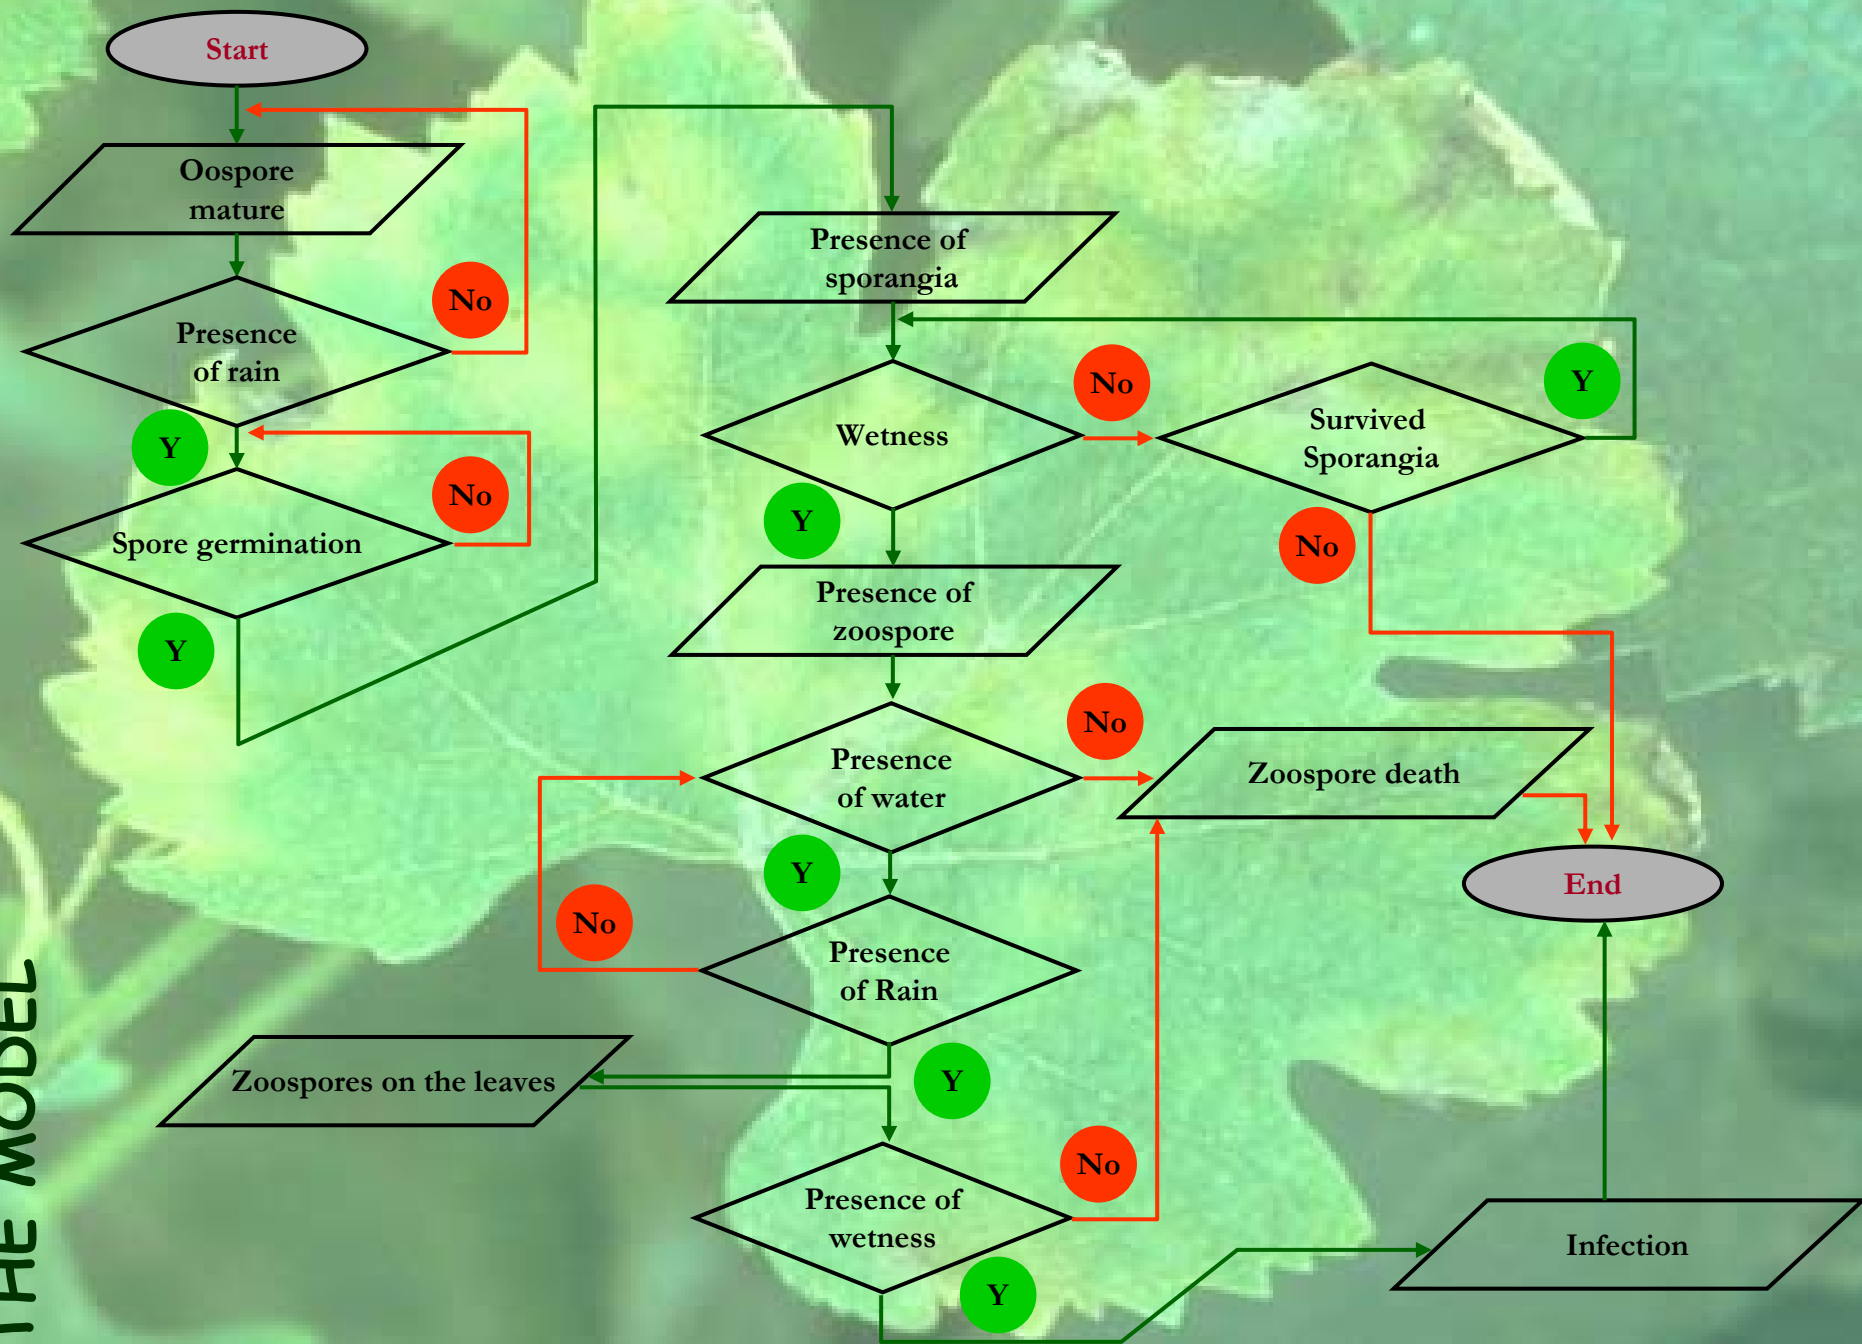 Start
Oospore
mature
No
Presence
of rain
Y
No
Spore germination
Y
Presence of
sporangia
No
Y
Wetness
Survived
Sporangia
Y
No
Presence of
zoospore
No
Presence
of water
Zoospore death
Y
No
End
Presence
of Rain
Zoospores on the leaves
Y
No
Presence of
wetness
Infection
Y
THE MODEL